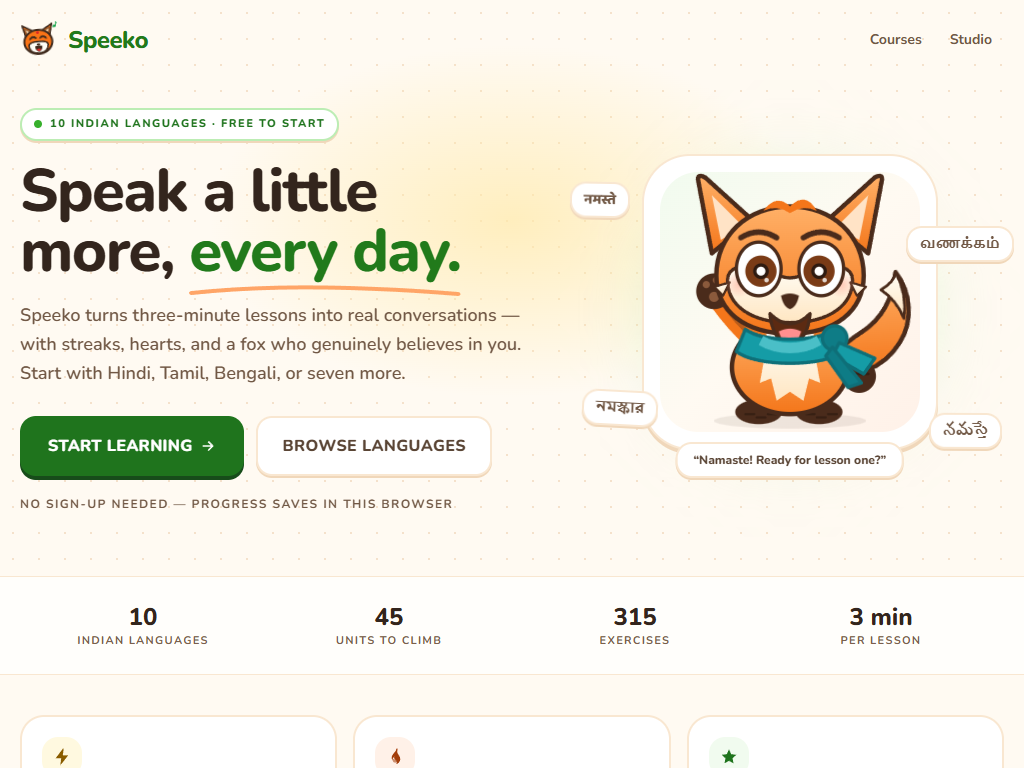 Speeko
Courses
Studio
10 INDIAN LANGUAGES · FREE TO START
Speak a little
more, every day.
Speeko turns three-minute lessons into real conversations —
with streaks, hearts, and a fox who genuinely believes in you.
Start with Hindi, Tamil, Bengali, or seven more.
START LEARNING →
BROWSE LANGUAGES
NO SIGN-UP NEEDED — PROGRESS SAVES IN THIS BROWSER
नमस्ते
வணக்கம்
নমস্কার
నమస్తే
“Namaste! Ready for lesson one?”
10
INDIAN LANGUAGES
45
UNITS TO CLIMB
315
EXERCISES
3 min
PER LESSON